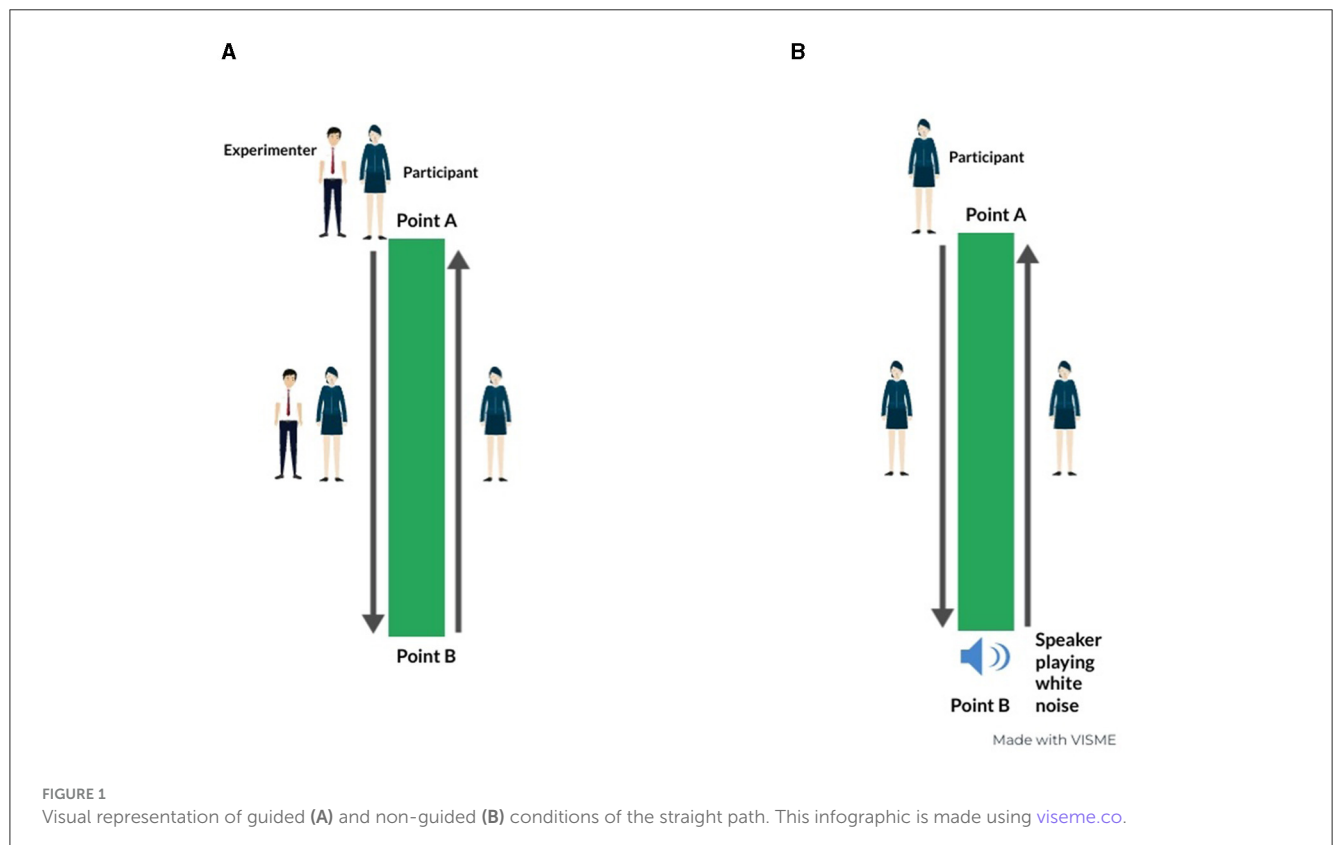 A
Experimenter
Participant
Point A
Point B
B
Participant
Point A
Speaker
playing
white
noise
Point B
Made with VISME
FIGURE 1
Visual representation of guided (A) and non-guided (B) conditions of the straight path. This infographic is made using viseme.co.